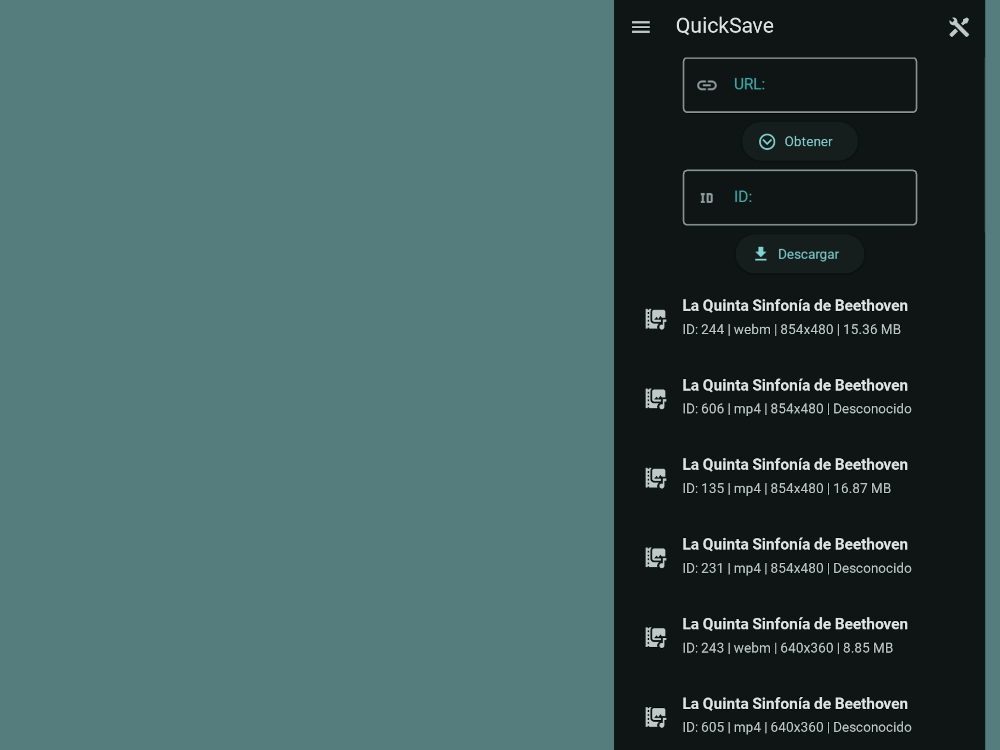 QuickSave
URL:
Obtener
ID
ID:
Descargar
La Quinta Sinfonía de Beethoven
ID: 244 | webm | 854x480 | 15.36 MB
La Quinta Sinfonía de Beethoven
ID: 606 | mp4 | 854x480 | Desconocido
La Quinta Sinfonía de Beethoven
ID: 135 | mp4 | 854x480 | 16.87 MB
La Quinta Sinfonía de Beethoven
ID: 231 | mp4 | 854x480 | Desconocido
La Quinta Sinfonía de Beethoven
ID: 243 | webm | 640x360 | 8.85 MB
La Quinta Sinfonía de Beethoven
ID: 605 | mp4 | 640x360 | Desconocido